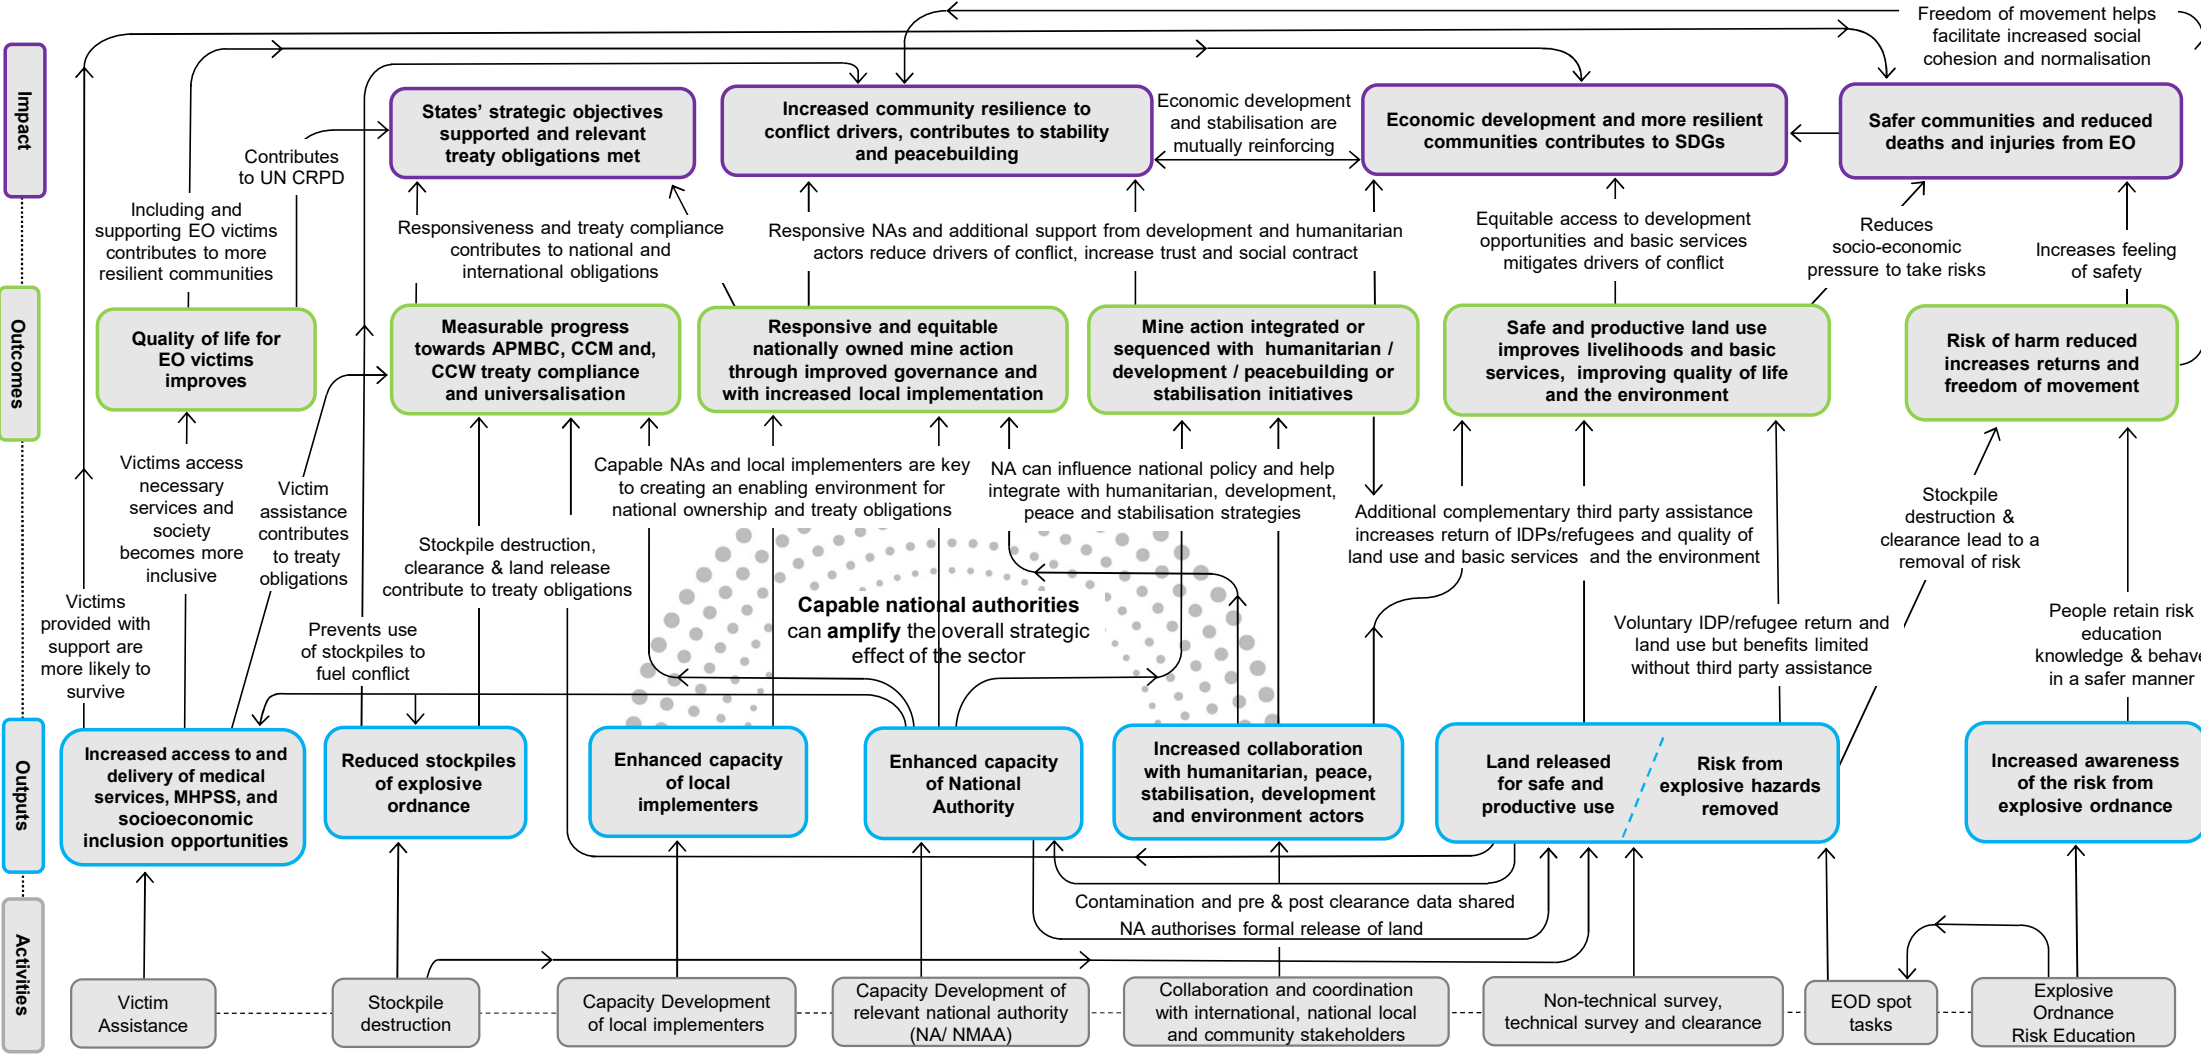 Freedom of movement helps
facilitate increased social
cohesion and normalisation
Impact
States’ strategic objectives
supported and relevant
treaty obligations met
Increased community resilience to
conflict drivers, contributes to stability
and peacebuilding
Economic development
and stabilisation are
mutually reinforcing
Economic development and more resilient
communities contributes to SDGs
Safer communities and reduced
deaths and injuries from EO
Contributes
to UN CRPD
Including and
supporting EO victims
contributes to more
resilient communities
Responsiveness and treaty compliance
contributes to national and
international obligations
Responsive NAs and additional support from development and humanitarian
actors reduce drivers of conflict, increase trust and social contract
Equitable access to development
opportunities and basic services
mitigates drivers of conflict
Reduces
socio-economic
pressure to take risks
Increases feeling
of safety
Outcomes
Quality of life for
EO victims
improves
Measurable progress
towards APMBC, CCM and,
CCW treaty compliance
and universalisation
Responsive and equitable
nationally owned mine action
through improved governance and
with increased local implementation
Mine action integrated or
sequenced with humanitarian /
development / peacebuilding or
stabilisation initiatives
Safe and productive land use
improves livelihoods and basic
services, improving quality of life
and the environment
Risk of harm reduced
increases returns and
freedom of movement
Victims access
necessary
services and
society
becomes more
inclusive
Victim
assistance
contributes
to treaty
obligations
Capable NAs and local implementers are key
to creating an enabling environment for
national ownership and treaty obligations
NA can influence national policy and help
integrate with humanitarian, development,
peace and stabilisation strategies
Additional complementary third party assistance
increases return of IDPs/refugees and quality of
land use and basic services and the environment
Stockpile
destruction &
clearance lead to a
removal of risk
Stockpile destruction,
clearance & land release
contribute to treaty obligations
Victims
provided with
support are
more likely to
survive
Prevents use
of stockpiles to
fuel conflict
Capable national authorities
can amplify the overall strategic
effect of the sector
Voluntary IDP/refugee return and
land use but benefits limited
without third party assistance
People retain risk
education
knowledge & behave
in a safer manner
Outputs
Increased access to and
delivery of medical
services, MHPSS, and
socioeconomic
inclusion opportunities
Reduced stockpiles
of explosive
ordnance
Enhanced capacity
of local
implementers
Enhanced capacity
of National
Authority
Increased collaboration
with humanitarian, peace,
stabilisation, development
and environment actors
Land released
for safe and
productive use
Risk from
explosive hazards
removed
Increased awareness
of the risk from
explosive ordnance
Contamination and pre & post clearance data shared
NA authorises formal release of land
Activities
Victim
Assistance
Stockpile
destruction
Capacity Development
of local implementers
Capacity Development of
relevant national authority
(NA/ NMAA)
Collaboration and coordination
with international, national local
and community stakeholders
Non-technical survey,
technical survey and clearance
EOD spot
tasks
Explosive
Ordnance
Risk Education